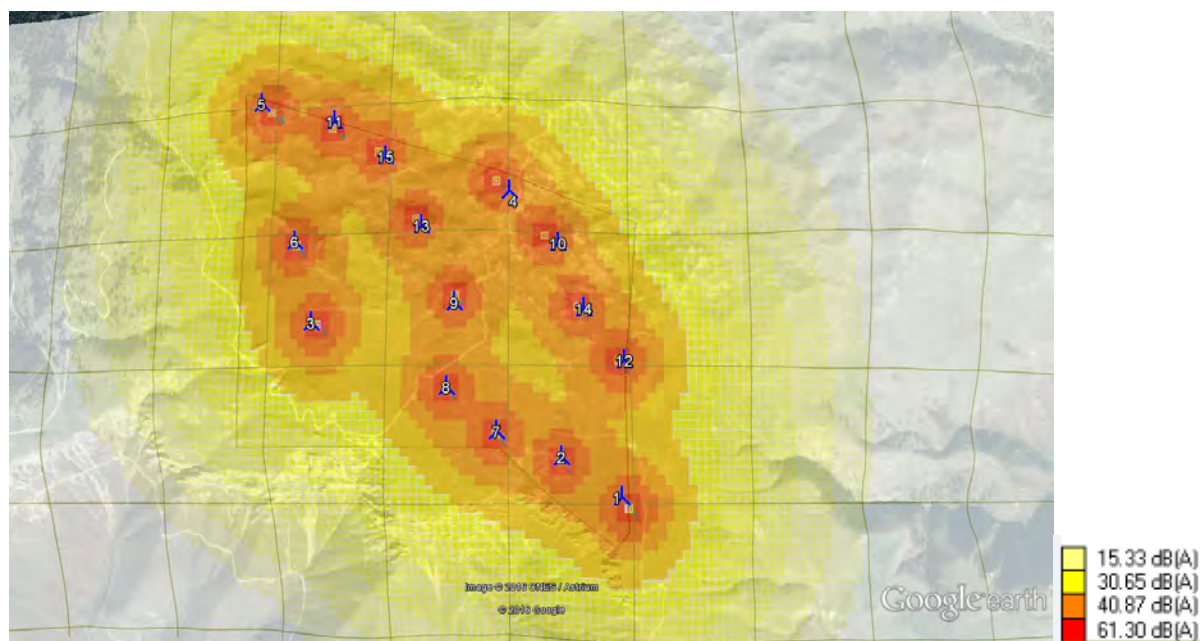 5
11
15
4
13
10
6
9
14
3
12
8
7
2
1
Image © 2016 CNES / Astrium
© 2016 Google
Google earth
15.33 dB(A)
30.65 dB(A)
40.87 dB(A)
61.30 dB(A)